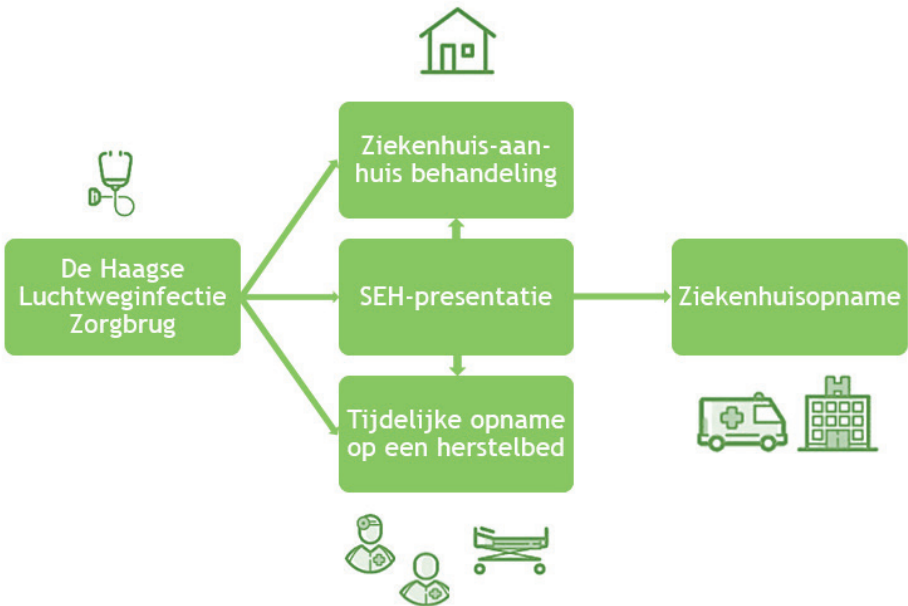 Ziekenhuis-aan-
huis behandeling
De Haagse
Luchtweginfectie
Zorgbrug
SEH-presentatie
Ziekenhuisopname
Tijdelijke opname
op een herstelbed